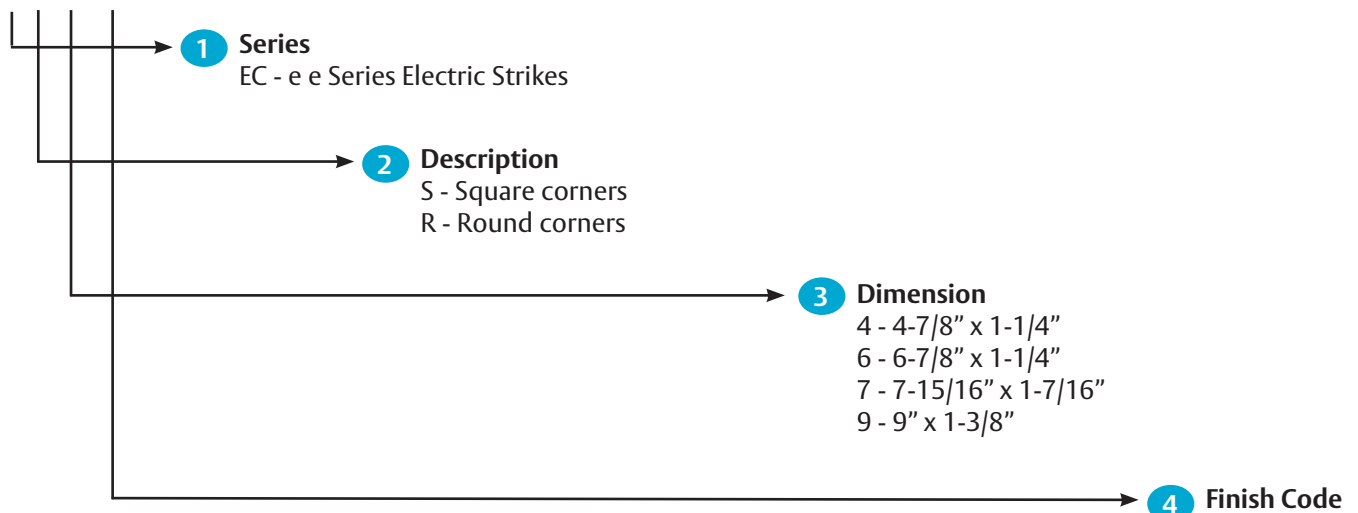 1 Series
EC - e e Series Electric Strikes
2 Description
S - Square corners
R - Round corners
3 Dimension
4 - 4-7/8” x 1-1/4”
6 - 6-7/8” x 1-1/4”
7 - 7-15/16” x 1-7/16”
9 - 9” x 1-3/8”
4 Finish Code